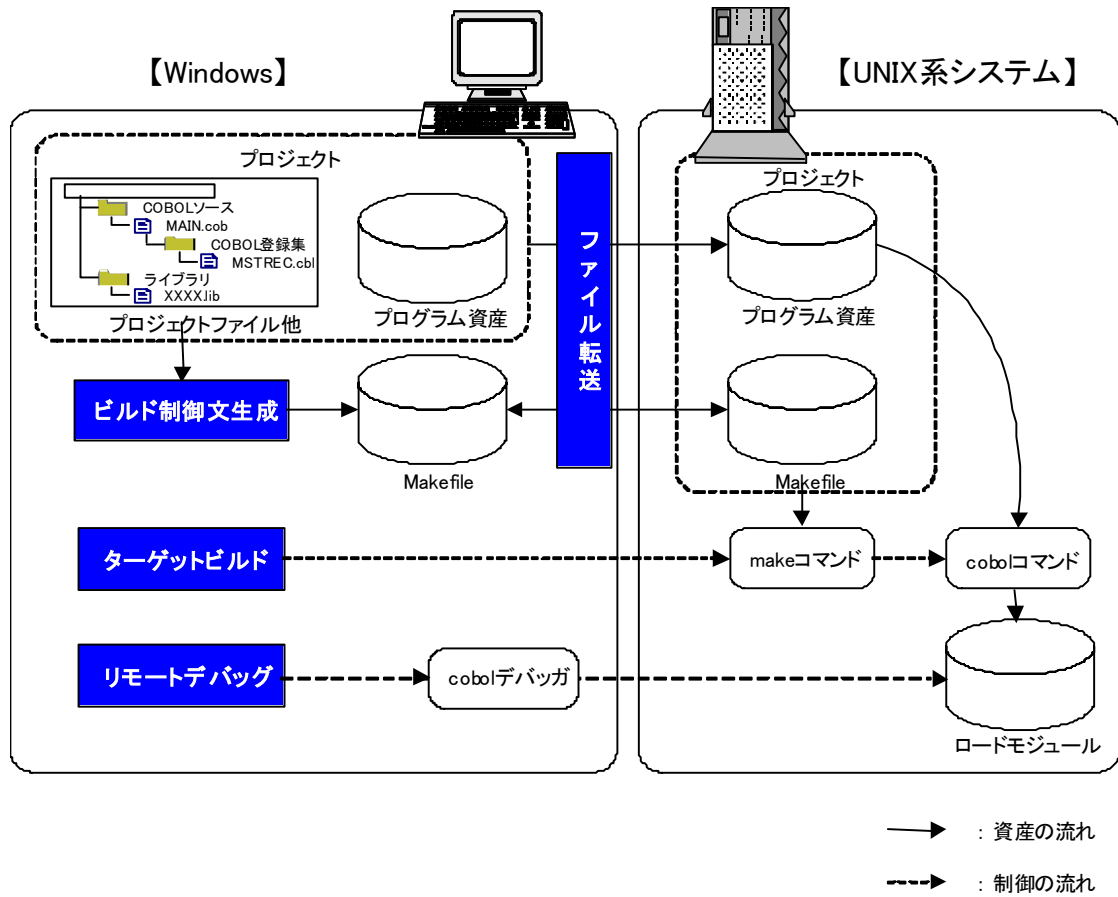 【Windows】
【UNIX系システム】
プロジェクト
COBOLソース
MAIN.cob
COBOL登録集
MSTREC.cbl
ライブラリ
XXXX.lib
プロジェクトファイル他
プログラム資産
ファイル転送
プロジェクト
プログラム資産
ビルド制御文生成
Makefile
Makefile
ターゲットビルド
makeコマンド
cobolコマンド
リモートデバッグ
cobolデバッガ
ロードモジュール
：資産の流れ
：制御の流れ